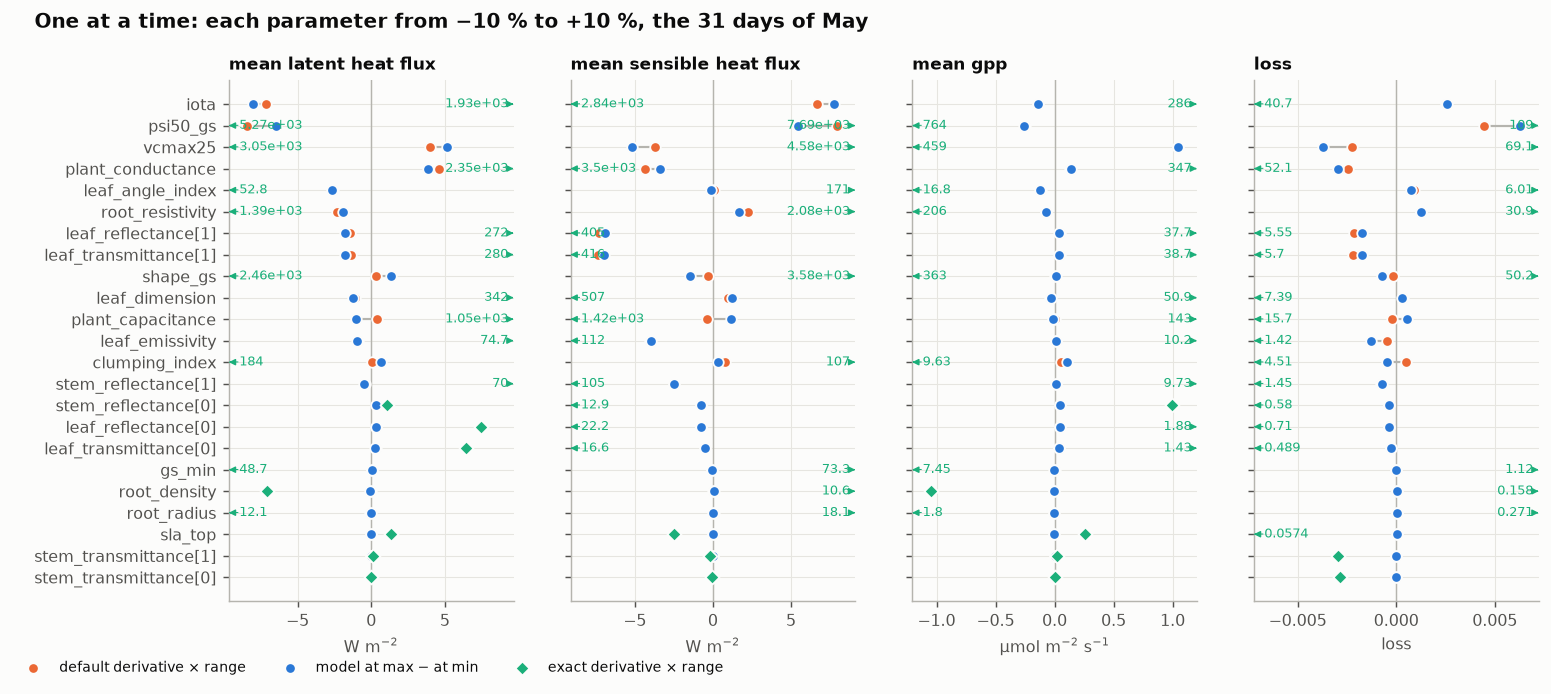 One at a time: each parameter from −10 % to +10 %, the 31 days of May
mean latent heat flux
mean sensible heat flux
mean gpp
loss
iota 1.93e+03 2.84e+03 286 40.7
psi50_gs 5.27e+03 7.69e+03 764 189
vcmax25 3.05e+03 4.58e+03 459 69.1
plant_conductance 2.35e+03 3.5e+03 347 52.1
leaf_angle_index 52.8 171 16.8 6.01
root_resistivity 1.39e+03 2.08e+03 206 30.9
leaf_reflectance[1] 272 405 37.7 5.55
leaf_transmittance[1] 280 416 38.7 5.7
shape_gs 2.46e+03 3.58e+03 363 50.2
leaf_dimension 342 507 50.9 7.39
plant_capacitance 1.05e+03 1.42e+03 143 15.7
leaf_emissivity 74.7 112 10.2 1.42
clumping_index 184 107 9.63 4.51
stem_reflectance[1] 70 105 9.73 1.45
stem_reflectance[0] 12.9 0.58
leaf_reflectance[0] 22.2 1.88 0.71
leaf_transmittance[0] 16.6 1.43 0.489
gs_min 48.7 73.3 7.45 1.12
root_density 10.6 0.158
root_radius 12.1 18.1 1.8 0.271
sla_top 0.0574
stem_transmittance[1]
stem_transmittance[0]
−5 0 5 −5 0 5 −1.0 −0.5 0.0 0.5 1.0 −0.005 0.000 0.005
W m⁻² W m⁻² µmol m⁻² s⁻¹ loss
default derivative × range model at max − at min exact derivative × range